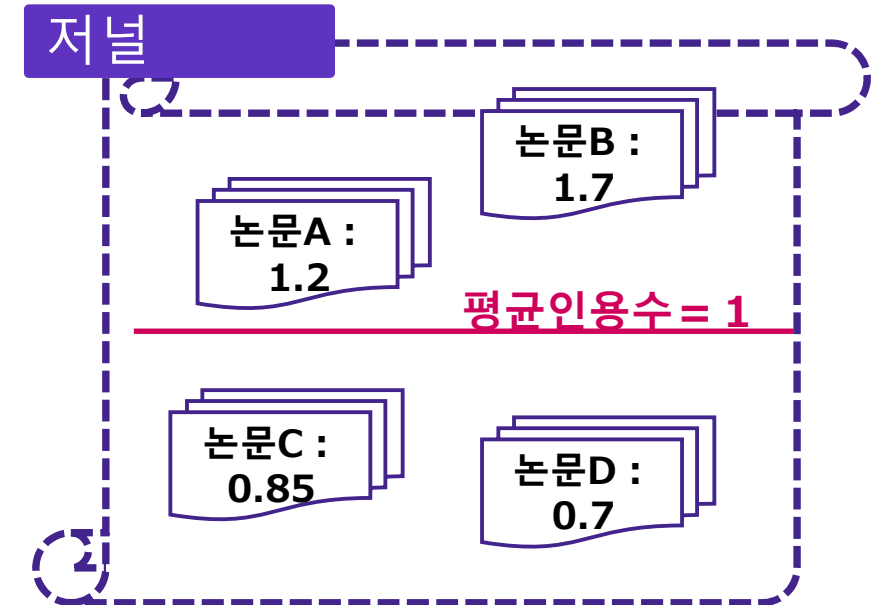 저널
논문B :
1.7
논문A :
1.2
평균인용수 = 1
논문C :
0.85
논문D :
0.7